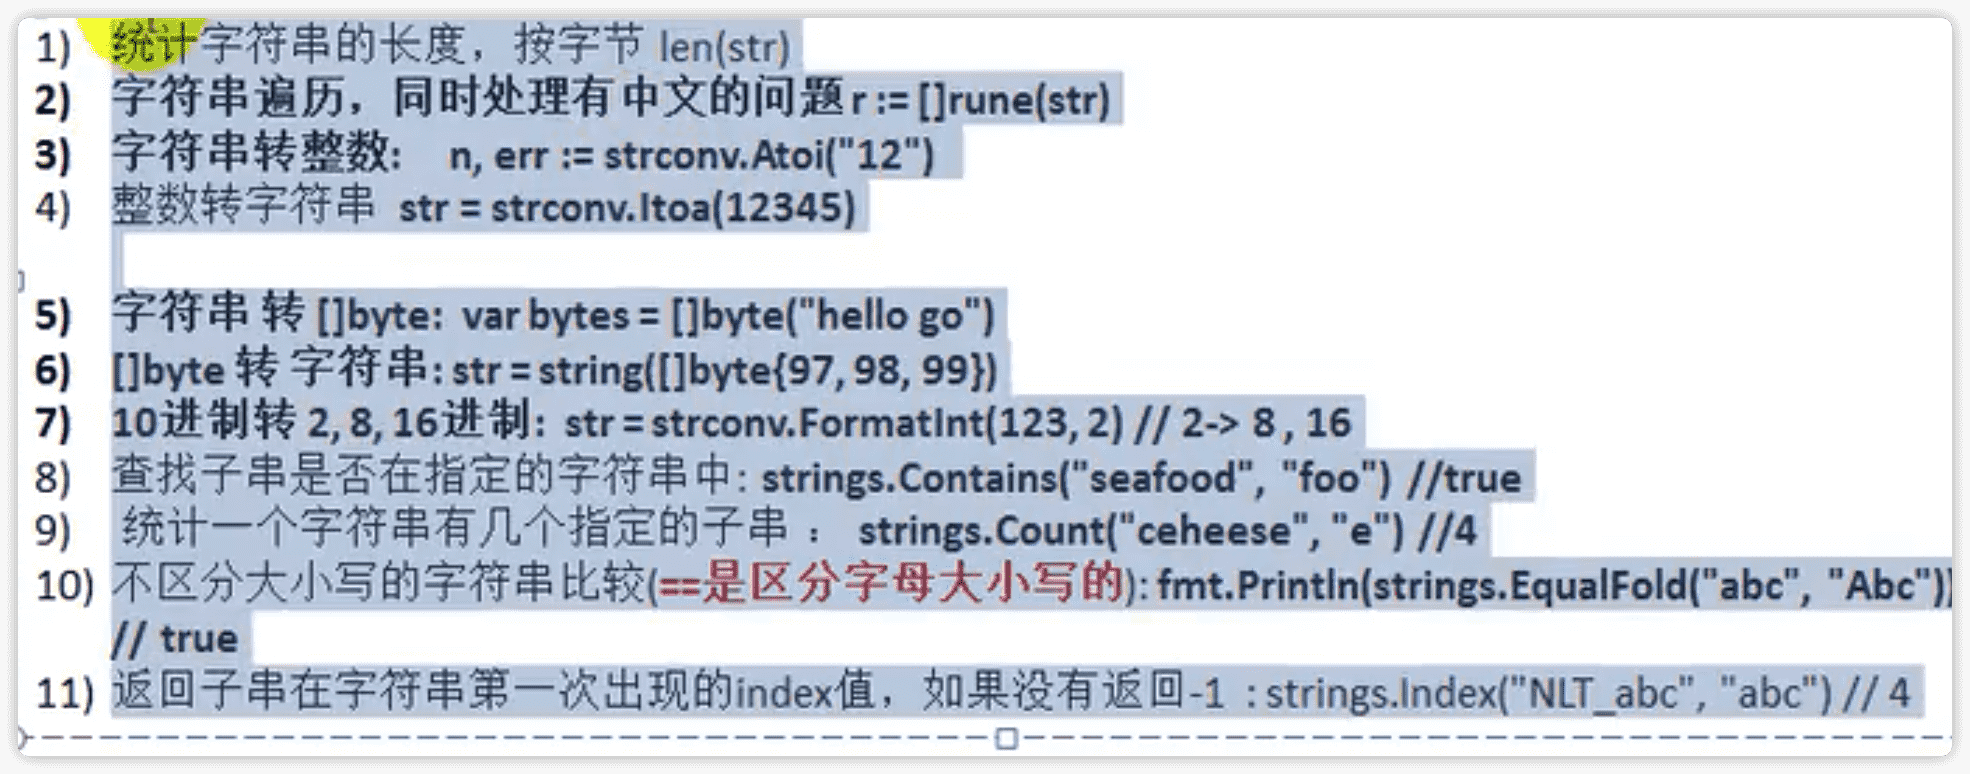 1) 统计字符串的长度，按字节 len(str)
2) 字符串遍历，同时处理有中文的问题 r := []rune(str)
3) 字符串转整数: n, err := strconv.Atoi("12")
4) 整数转字符串 str = strconv.Itoa(12345)
5) 字符串 转 []byte: var bytes = []byte("hello go")
6) []byte 转 字符串: str = string([]byte{97, 98, 99})
7) 10进制转 2, 8, 16进制: str = strconv.FormatInt(123, 2) // 2-> 8 , 16
8) 查找子串是否在指定的字符串中: strings.Contains("seafood", "foo") //true
9) 统计一个字符串有几个指定的子串 ： strings.Count("ceheese", "e") //4
10) 不区分大小写的字符串比较(==是区分字母大小写的): fmt.Println(strings.EqualFold("abc", "Abc"))
// true
11) 返回子串在字符串第一次出现的index值，如果没有返回-1 : strings.Index("NLT_abc", "abc") // 4